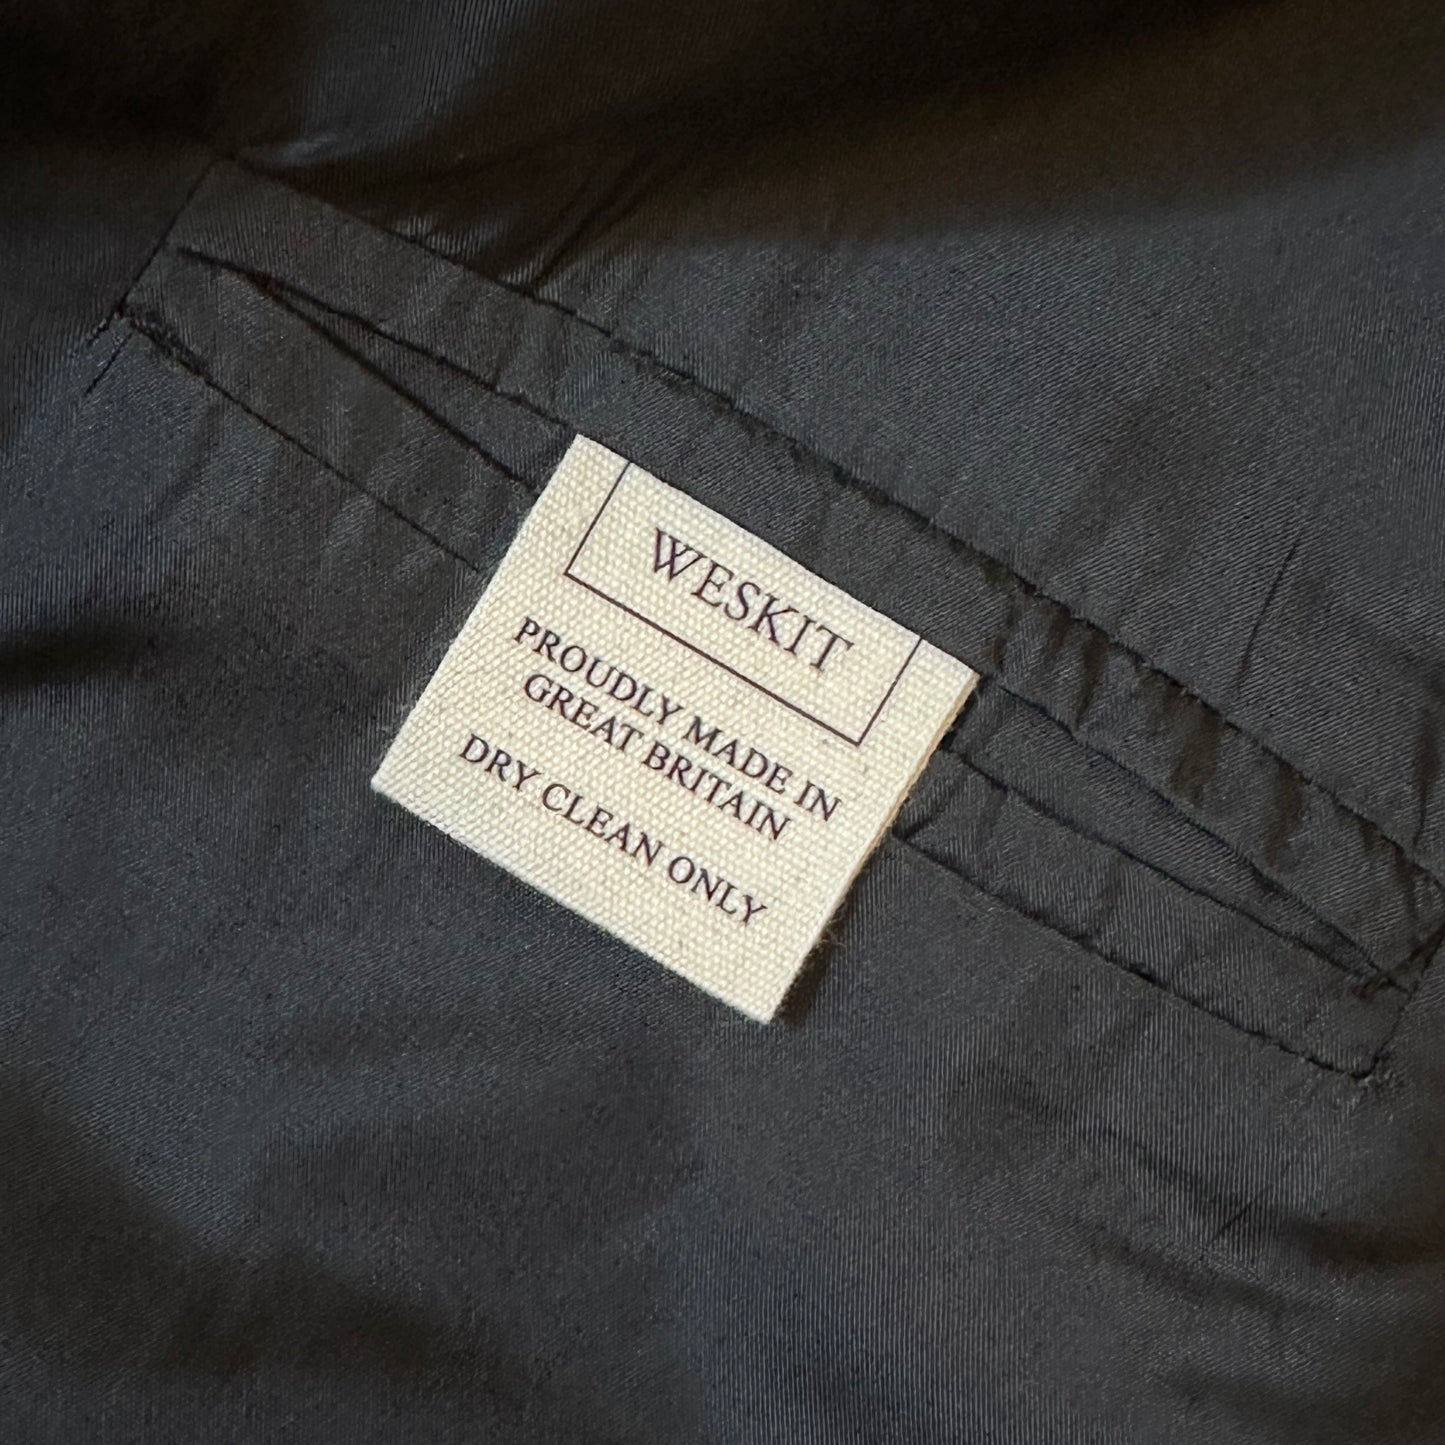 WESKIT
PROUDLY MADE IN
GREAT BRITAIN
DRY CLEAN ONLY